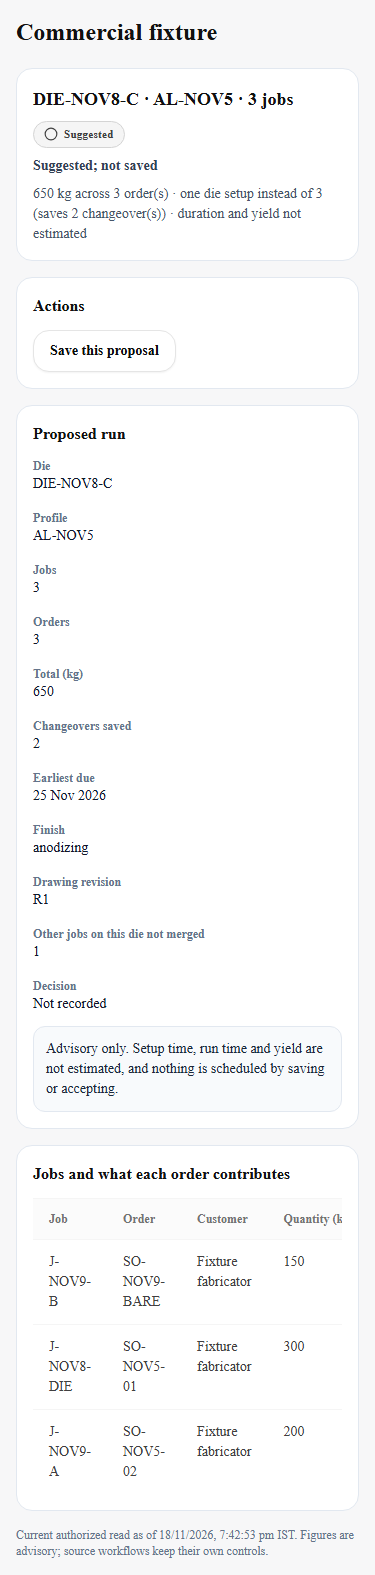 Commercial fixture
DIE-NOV8-C · AL-NOV5 · 3 jobs
Suggested
Suggested; not saved
650 kg across 3 order(s) · one die setup instead of 3
(saves 2 changeover(s)) · duration and yield not
estimated
Actions
Save this proposal
Proposed run
Die
DIE-NOV8-C
Profile
AL-NOV5
Jobs
3
Orders
3
Total (kg)
650
Changeovers saved
2
Earliest due
25 Nov 2026
Finish
anodizing
Drawing revision
R1
Other jobs on this die not merged
1
Decision
Not recorded
Advisory only. Setup time, run time and yield are
not estimated, and nothing is scheduled by saving
or accepting.
Jobs and what each order contributes
Job Order Customer Quantity (k
J- SO- Fixture 150
NOV9- NOV9- fabricator
B BARE
J- SO- Fixture 300
NOV8- NOV5- fabricator
DIE 01
J- SO- Fixture 200
NOV9- NOV5- fabricator
A 02
Current authorized read as of 18/11/2026, 7:42:53 pm IST. Figures are
advisory; source workflows keep their own controls.